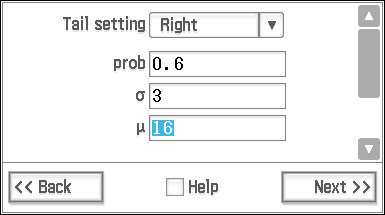 Tail setting Right
prob 0.6
σ 3
μ 16
<< Back Help Next >>